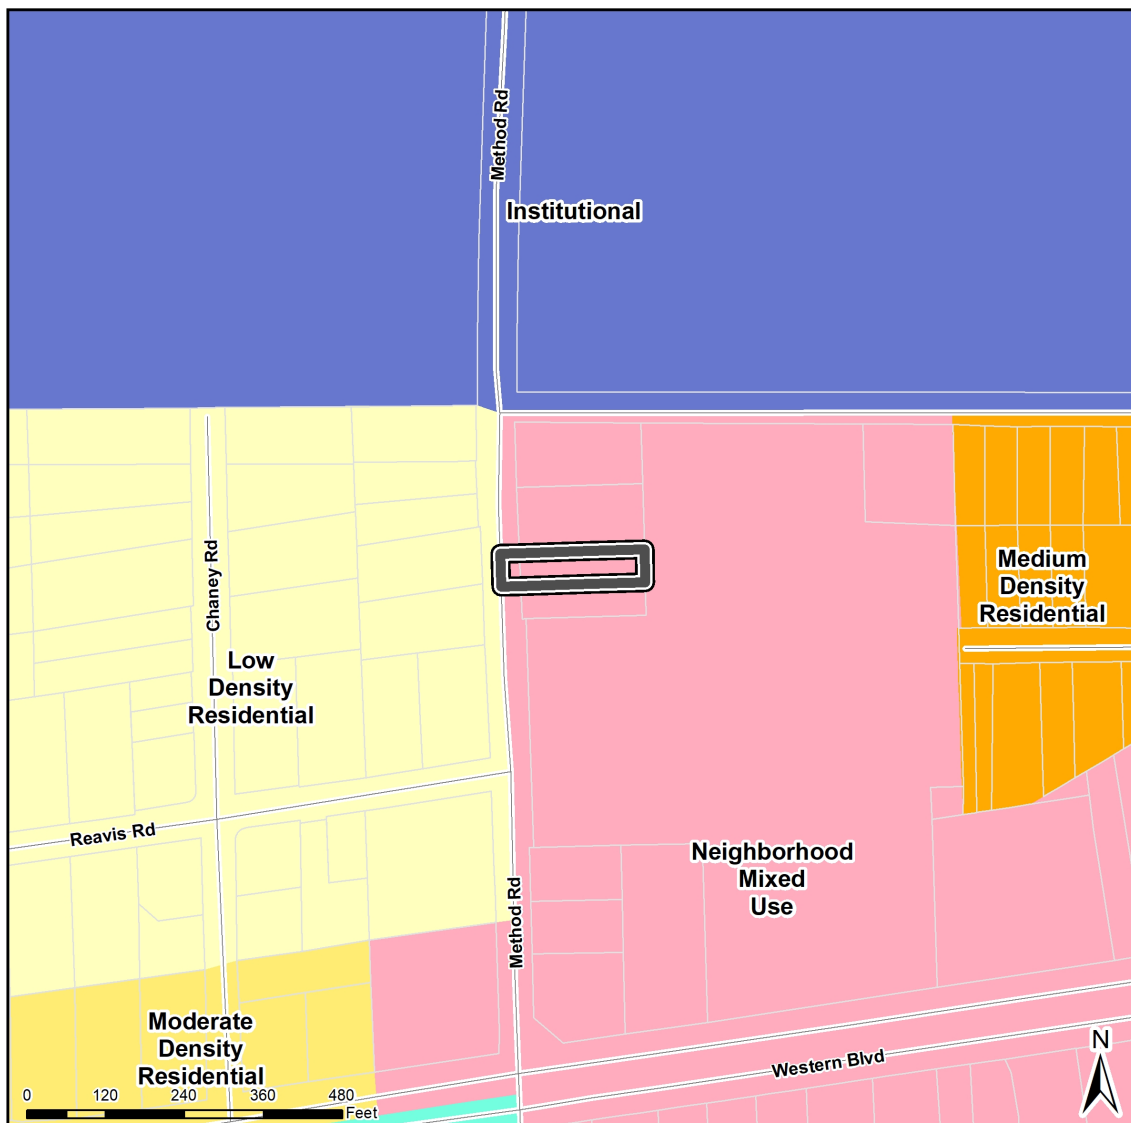 Method Rd
Institutional
Chaney Rd
Medium
Density
Residential
Low
Density
Residential
Reavis Rd
Neighborhood
Mixed
Use
Method Rd
Moderate
Density
Residential
Western Blvd
N
0 120 240 360 480
Feet